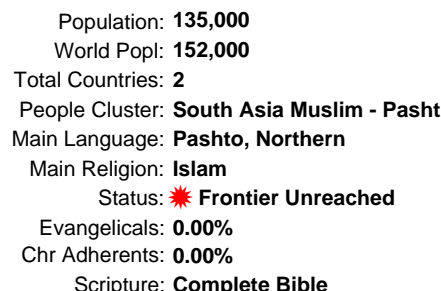 Population: 135,000
World Popl: 152,000
Total Countries: 2
People Cluster: South Asia Muslim - Pasht
Main Language: Pashto, Northern
Main Religion: Islam
Status: Frontier Unreached
Evangelicals: 0.00%
Chr Adherents: 0.00%
Scripture: Complete Bible